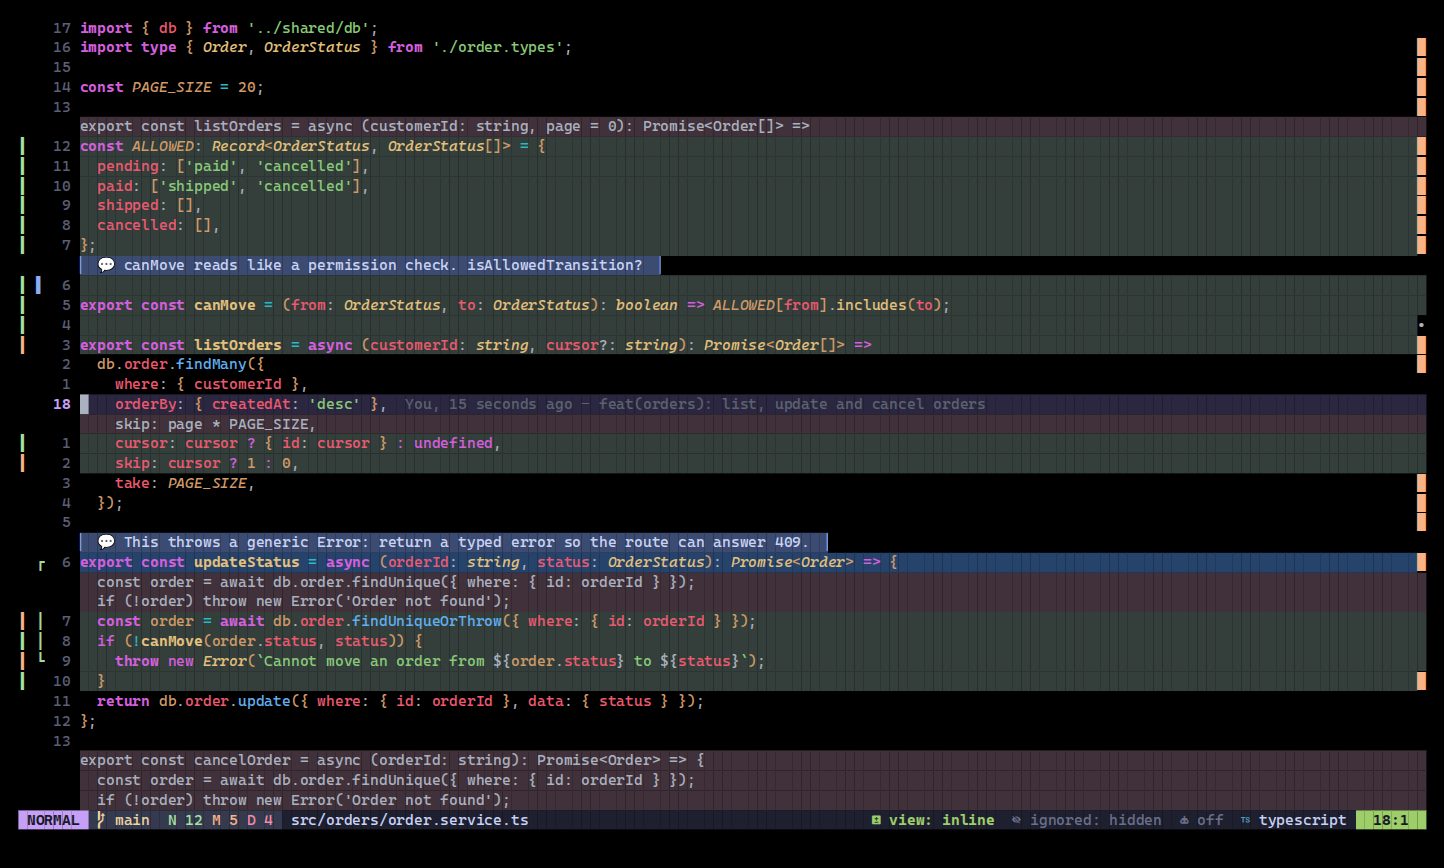 17 import { db } from '../shared/db';
16 import type { Order, OrderStatus } from './order.types';
15
14 const PAGE_SIZE = 20;
13
export const listOrders = async (customerId: string, page = 0): Promise<Order[]> =>
12 const ALLOWED: Record<OrderStatus, OrderStatus[]> = {
11   pending: ['paid', 'cancelled'],
10   paid: ['shipped', 'cancelled'],
9   shipped: [],
8   cancelled: [],
7 };
💬 canMove reads like a permission check. isAllowedTransition?
6
5 export const canMove = (from: OrderStatus, to: OrderStatus): boolean => ALLOWED[from].includes(to);
4
3 export const listOrders = async (customerId: string, cursor?: string): Promise<Order[]> =>
2   db.order.findMany({
1     where: { customerId },
18     orderBy: { createdAt: 'desc' },  You, 15 seconds ago – feat(orders): list, update and cancel orders
    skip: page * PAGE_SIZE,
1     cursor: cursor ? { id: cursor } : undefined,
2     skip: cursor ? 1 : 0,
3     take: PAGE_SIZE,
4   });
5
💬 This throws a generic Error: return a typed error so the route can answer 409.
6 export const updateStatus = async (orderId: string, status: OrderStatus): Promise<Order> => {
  const order = await db.order.findUnique({ where: { id: orderId } });
  if (!order) throw new Error('Order not found');
7   const order = await db.order.findUniqueOrThrow({ where: { id: orderId } });
8   if (!canMove(order.status, status)) {
9     throw new Error(`Cannot move an order from ${order.status} to ${status}`);
10   }
11   return db.order.update({ where: { id: orderId }, data: { status } });
12 };
13
export const cancelOrder = async (orderId: string): Promise<Order> => {
  const order = await db.order.findUnique({ where: { id: orderId } });
  if (!order) throw new Error('Order not found');
NORMAL main N 12 M 5 D 4 src/orders/order.service.ts view: inline ignored: hidden off TS typescript 18:1